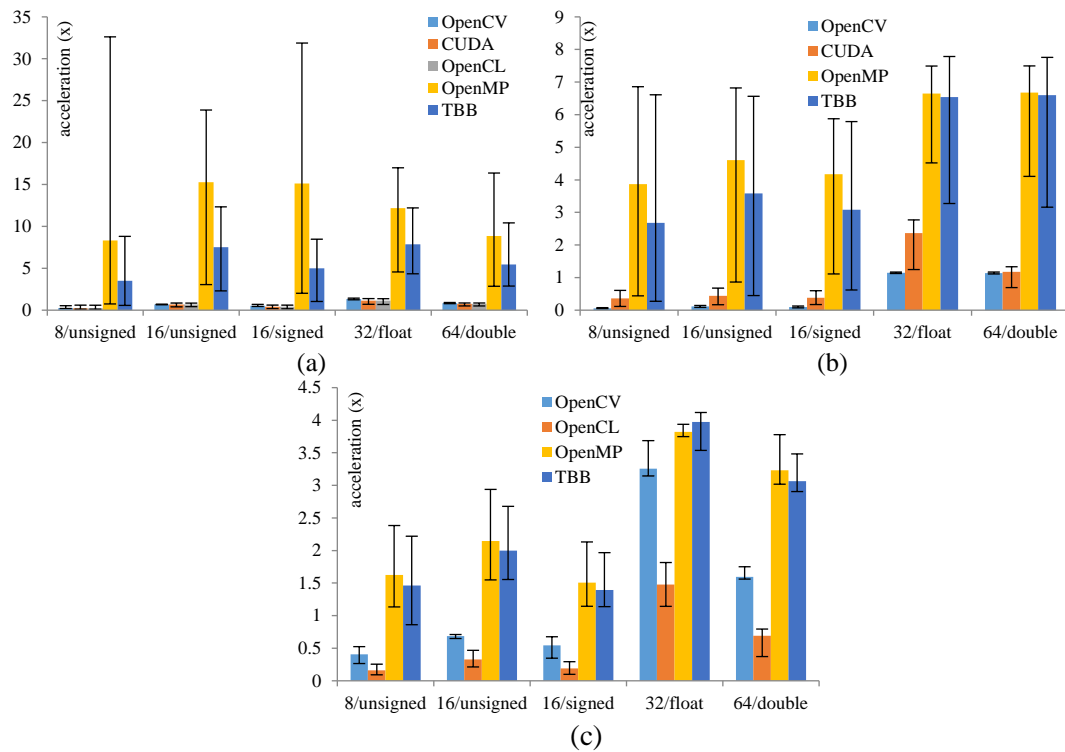 35
30
25
20
15
10
5
0
acceleration (x)
OpenCV
CUDA
OpenCL
OpenMP
TBB
8/unsigned 16/unsigned 16/signed 32/float 64/double
(a)
9
8
7
6
5
4
3
2
1
0
acceleration (x)
OpenCV
CUDA
OpenMP
TBB
8/unsigned 16/unsigned 16/signed 32/float 64/double
(b)
4.5
4
3.5
3
2.5
2
1.5
1
0.5
0
acceleration (x)
OpenCV
OpenCL
OpenMP
TBB
8/unsigned 16/unsigned 16/signed 32/float 64/double
(c)